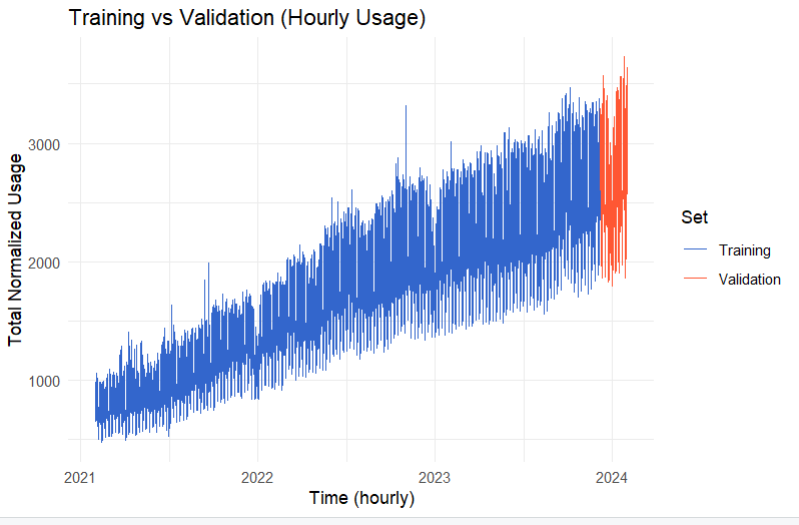 Training vs Validation (Hourly Usage)
3000
2000
1000
Total Normalized Usage
2021 2022 2023 2024
Time (hourly)
Set
Training
Validation